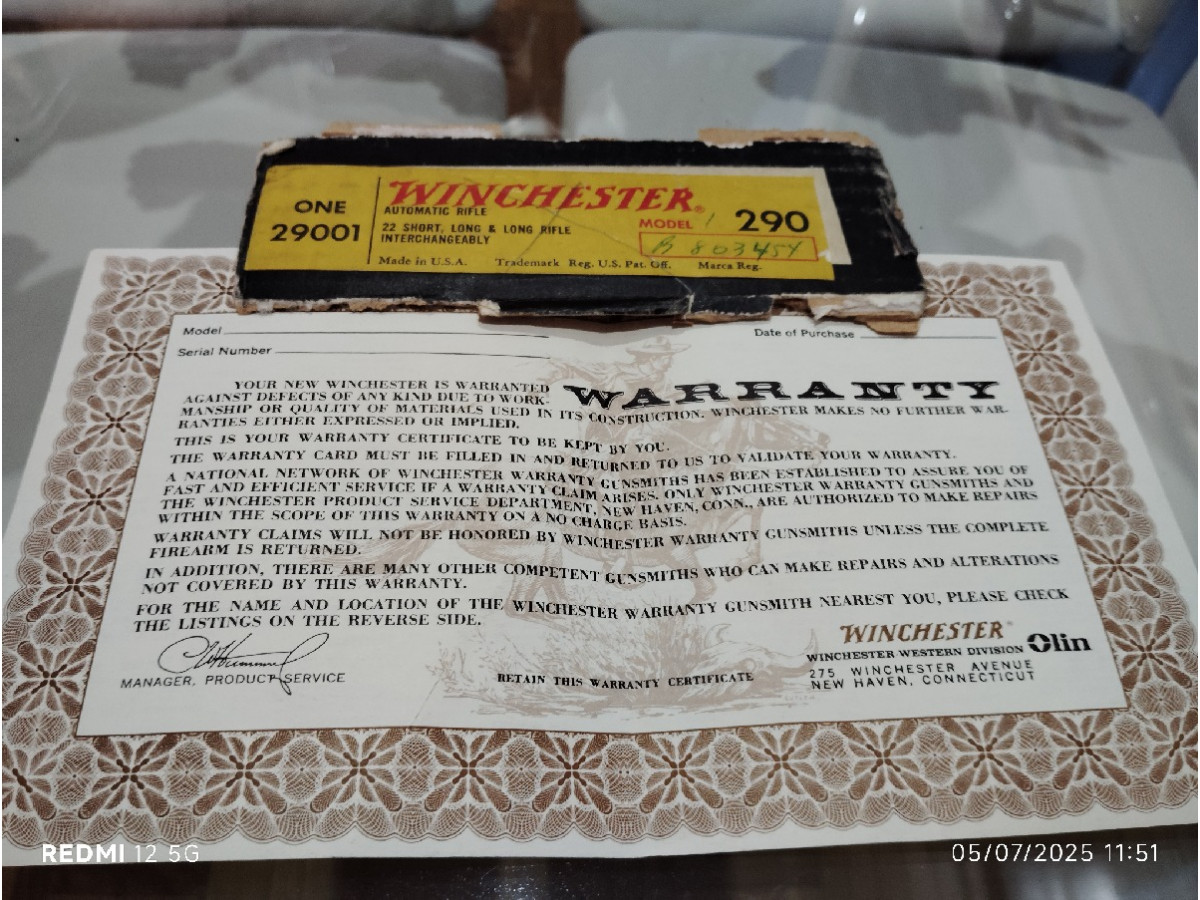 ONE
29001
WINCHESTER®
AUTOMATIC RIFLE
22 SHORT, LONG & LONG RIFLE
INTERCHANGEABLY
MODEL 290
B 803454
Made in U.S.A. Trademark Reg. U.S. Pat. Off. Marca Reg.
Model
Date of Purchase
Serial Number
WARRANTY
YOUR NEW WINCHESTER IS WARRANTED
AGAINST DEFECTS OF ANY KIND DUE TO WORK-
MANSHIP OR QUALITY OF MATERIALS USED IN ITS CONSTRUCTION. WINCHESTER MAKES NO FURTHER WAR-
RANTIES EITHER EXPRESSED OR IMPLIED.
THIS IS YOUR WARRANTY CERTIFICATE TO BE KEPT BY YOU.
THE WARRANTY CARD MUST BE FILLED IN AND RETURNED TO US TO VALIDATE YOUR WARRANTY.
A NATIONAL NETWORK OF WINCHESTER WARRANTY GUNSMITHS HAS BEEN ESTABLISHED TO ASSURE YOU OF
FAST AND EFFICIENT SERVICE IF A WARRANTY CLAIM ARISES. ONLY WINCHESTER WARRANTY GUNSMITHS AND
THE WINCHESTER PRODUCT SERVICE DEPARTMENT, NEW HAVEN, CONN., ARE AUTHORIZED TO MAKE REPAIRS
WITHIN THE SCOPE OF THIS WARRANTY ON A NO CHARGE BASIS.
WARRANTY CLAIMS WILL NOT BE HONORED BY WINCHESTER WARRANTY GUNSMITHS UNLESS THE COMPLETE
FIREARM IS RETURNED.
IN ADDITION, THERE ARE MANY OTHER COMPETENT GUNSMITHS WHO CAN MAKE REPAIRS AND ALTERATIONS
NOT COVERED BY THIS WARRANTY.
FOR THE NAME AND LOCATION OF THE WINCHESTER WARRANTY GUNSMITH NEAREST YOU, PLEASE CHECK
THE LISTINGS ON THE REVERSE SIDE.
MANAGER, PRODUCT SERVICE
RETAIN THIS WARRANTY CERTIFICATE
WINCHESTER®
WINCHESTER-WESTERN DIVISION Olin
275 WINCHESTER AVENUE
NEW HAVEN, CONNECTICUT
REDMI 12 5G
05/07/2025 11:51